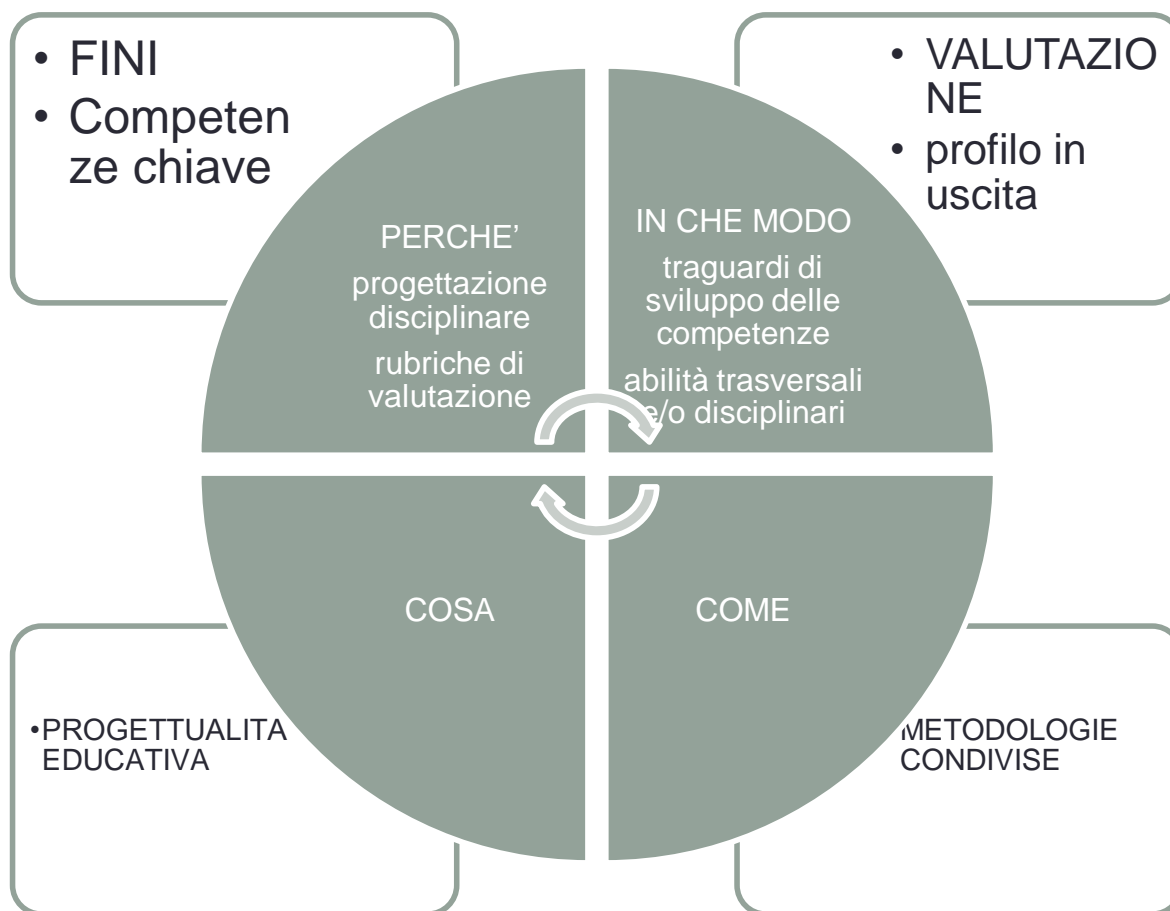 • FINI
• Competen
ze chiave
• VALUTAZIO
NE
• profilo in
uscita
PERCHE’
progettazione
disciplinare
rubriche di
valutazione
IN CHE MODO
traguardi di
sviluppo delle
competenze
abilità trasversali
e/o disciplinari
COSA
COME
•PROGETTUALITA
EDUCATIVA
METODOLOGIE
CONDIVISE